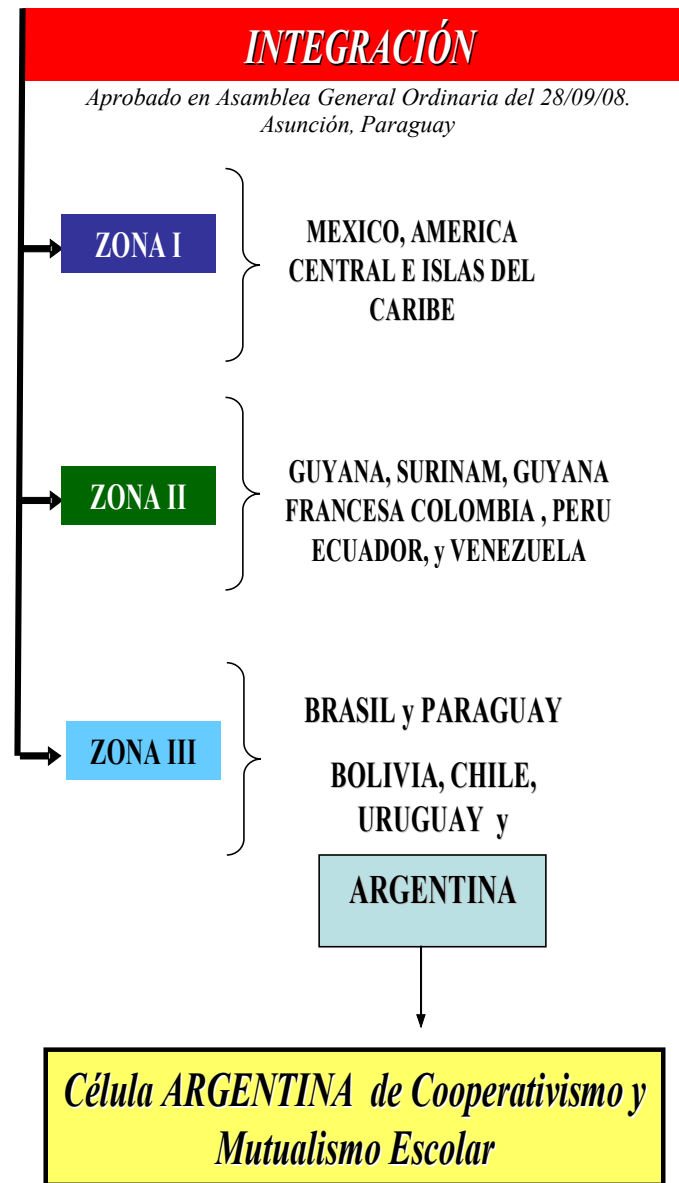 INTEGRACIÓN
Aprobado en Asamblea General Ordinaria del 28/09/08.
Asunción, Paraguay
ZONA I
MEXICO, AMERICA
CENTRAL E ISLAS DEL
CARIBE
ZONA II
GUYANA, SURINAM, GUYANA
FRANCESA COLOMBIA , PERU
ECUADOR, y VENEZUELA
ZONA III
BRASIL y PARAGUAY
BOLIVIA, CHILE,
URUGUAY y
ARGENTINA
Célula ARGENTINA de Cooperativismo y
Mutualismo Escolar